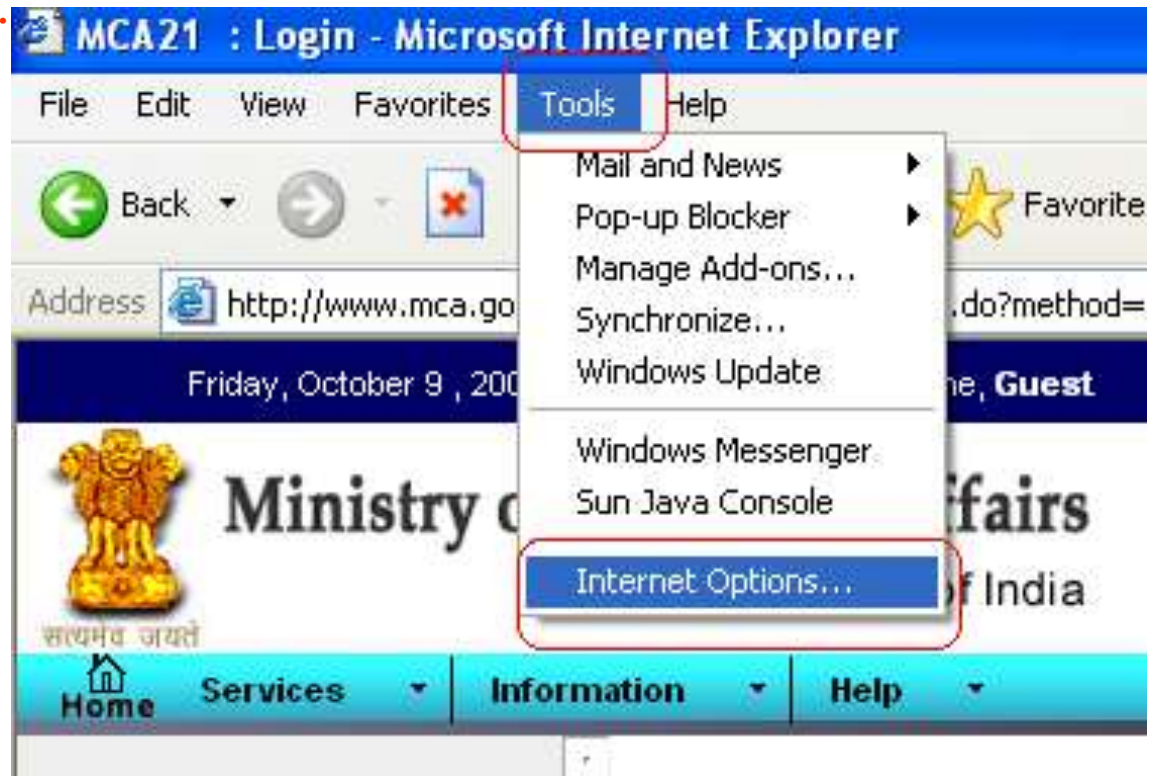 MCA21 : Login - Microsoft Internet Explorer
File Edit View Favorites Tools Help
Mail and News
Pop-up Blocker
Manage Add-ons...
Synchronize...
Windows Update
Windows Messenger
Sun Java Console
Internet Options...
Back Favorite
Address http://www.mca.go .do?method=
Friday, October 9 , 200 ne, Guest
Ministry o ffairs
of India
सत्यमेव जयते
Home Services Information Help